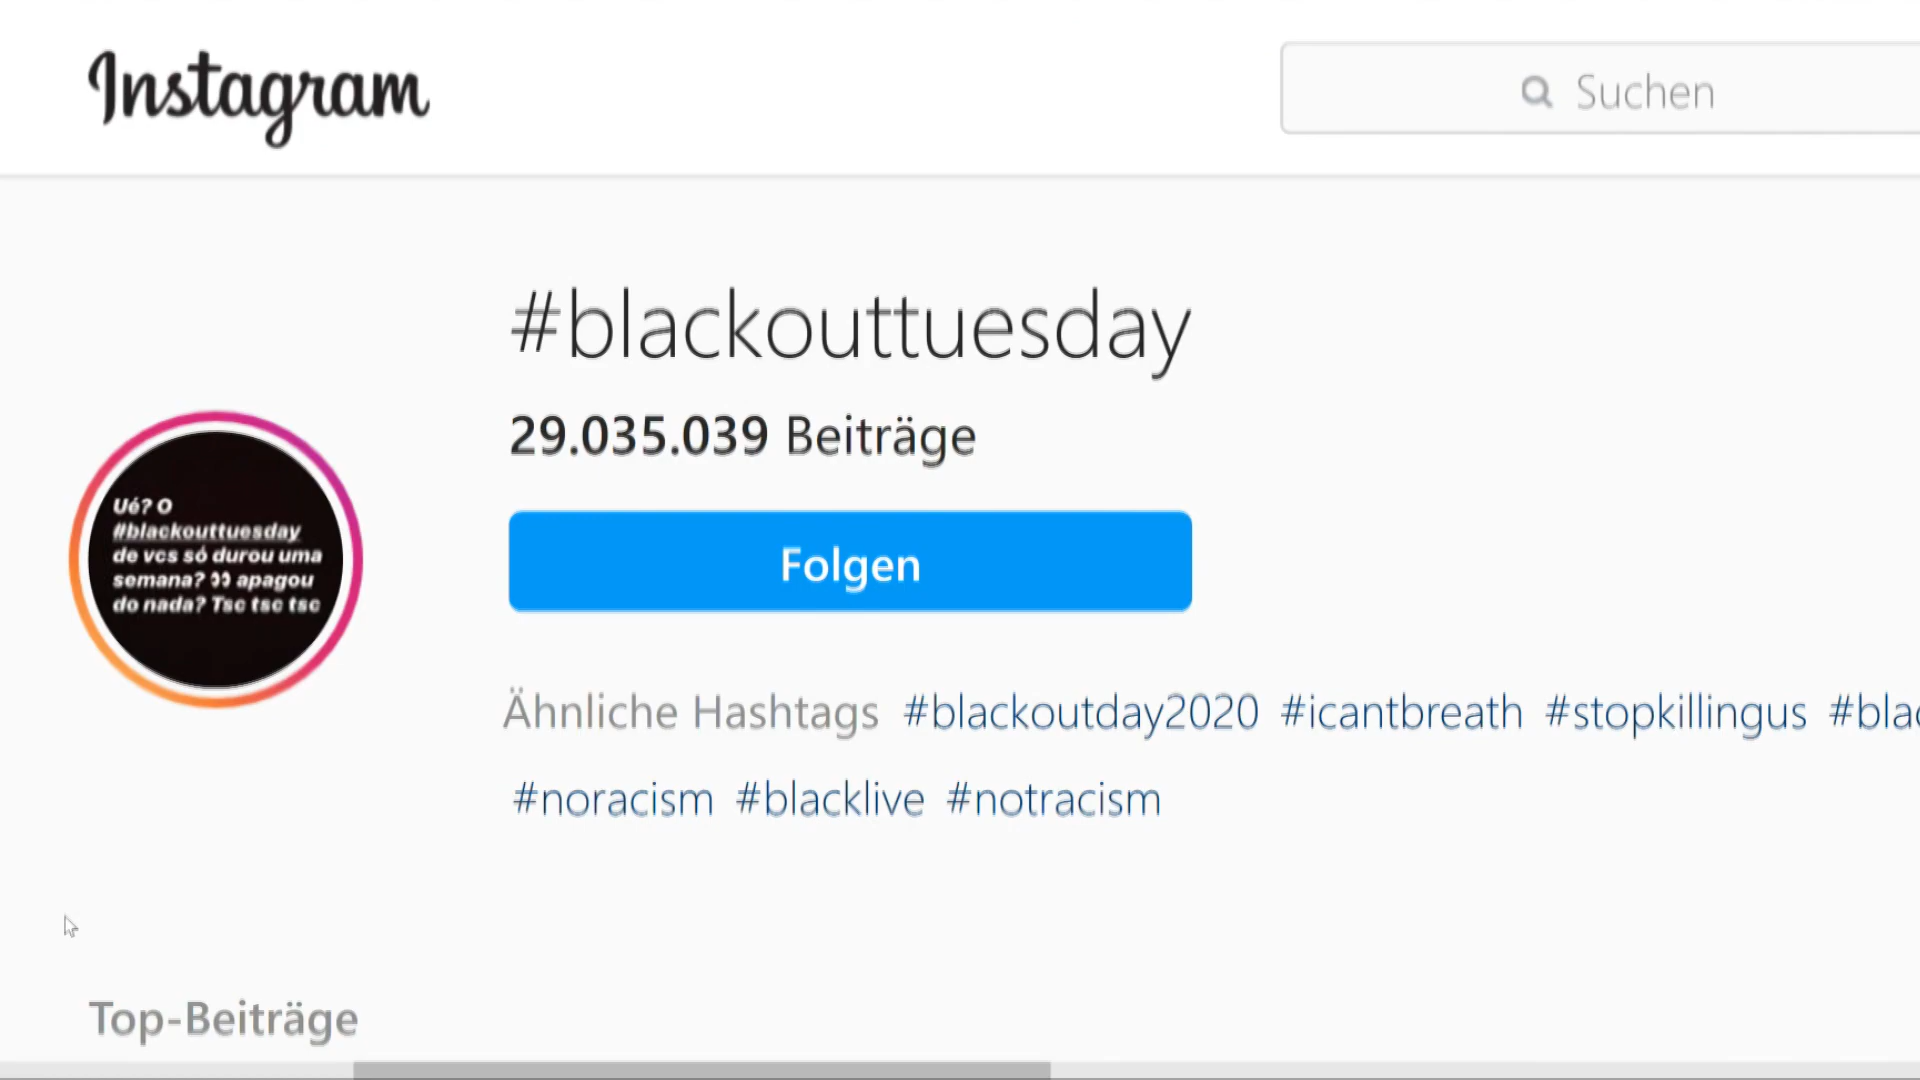 Instagram
Suchen
#blackouttuesday
29.035.039 Beiträge
Ué? O
#blackouttuesday
de vcs só durou uma
semana? 👀 apagou
do nada? Tsc tsc tsc
Folgen
Ähnliche Hashtags #blackoutday2020 #icantbreath #stopkillingus
#noracism #blacklive #notracism
Top-Beiträge